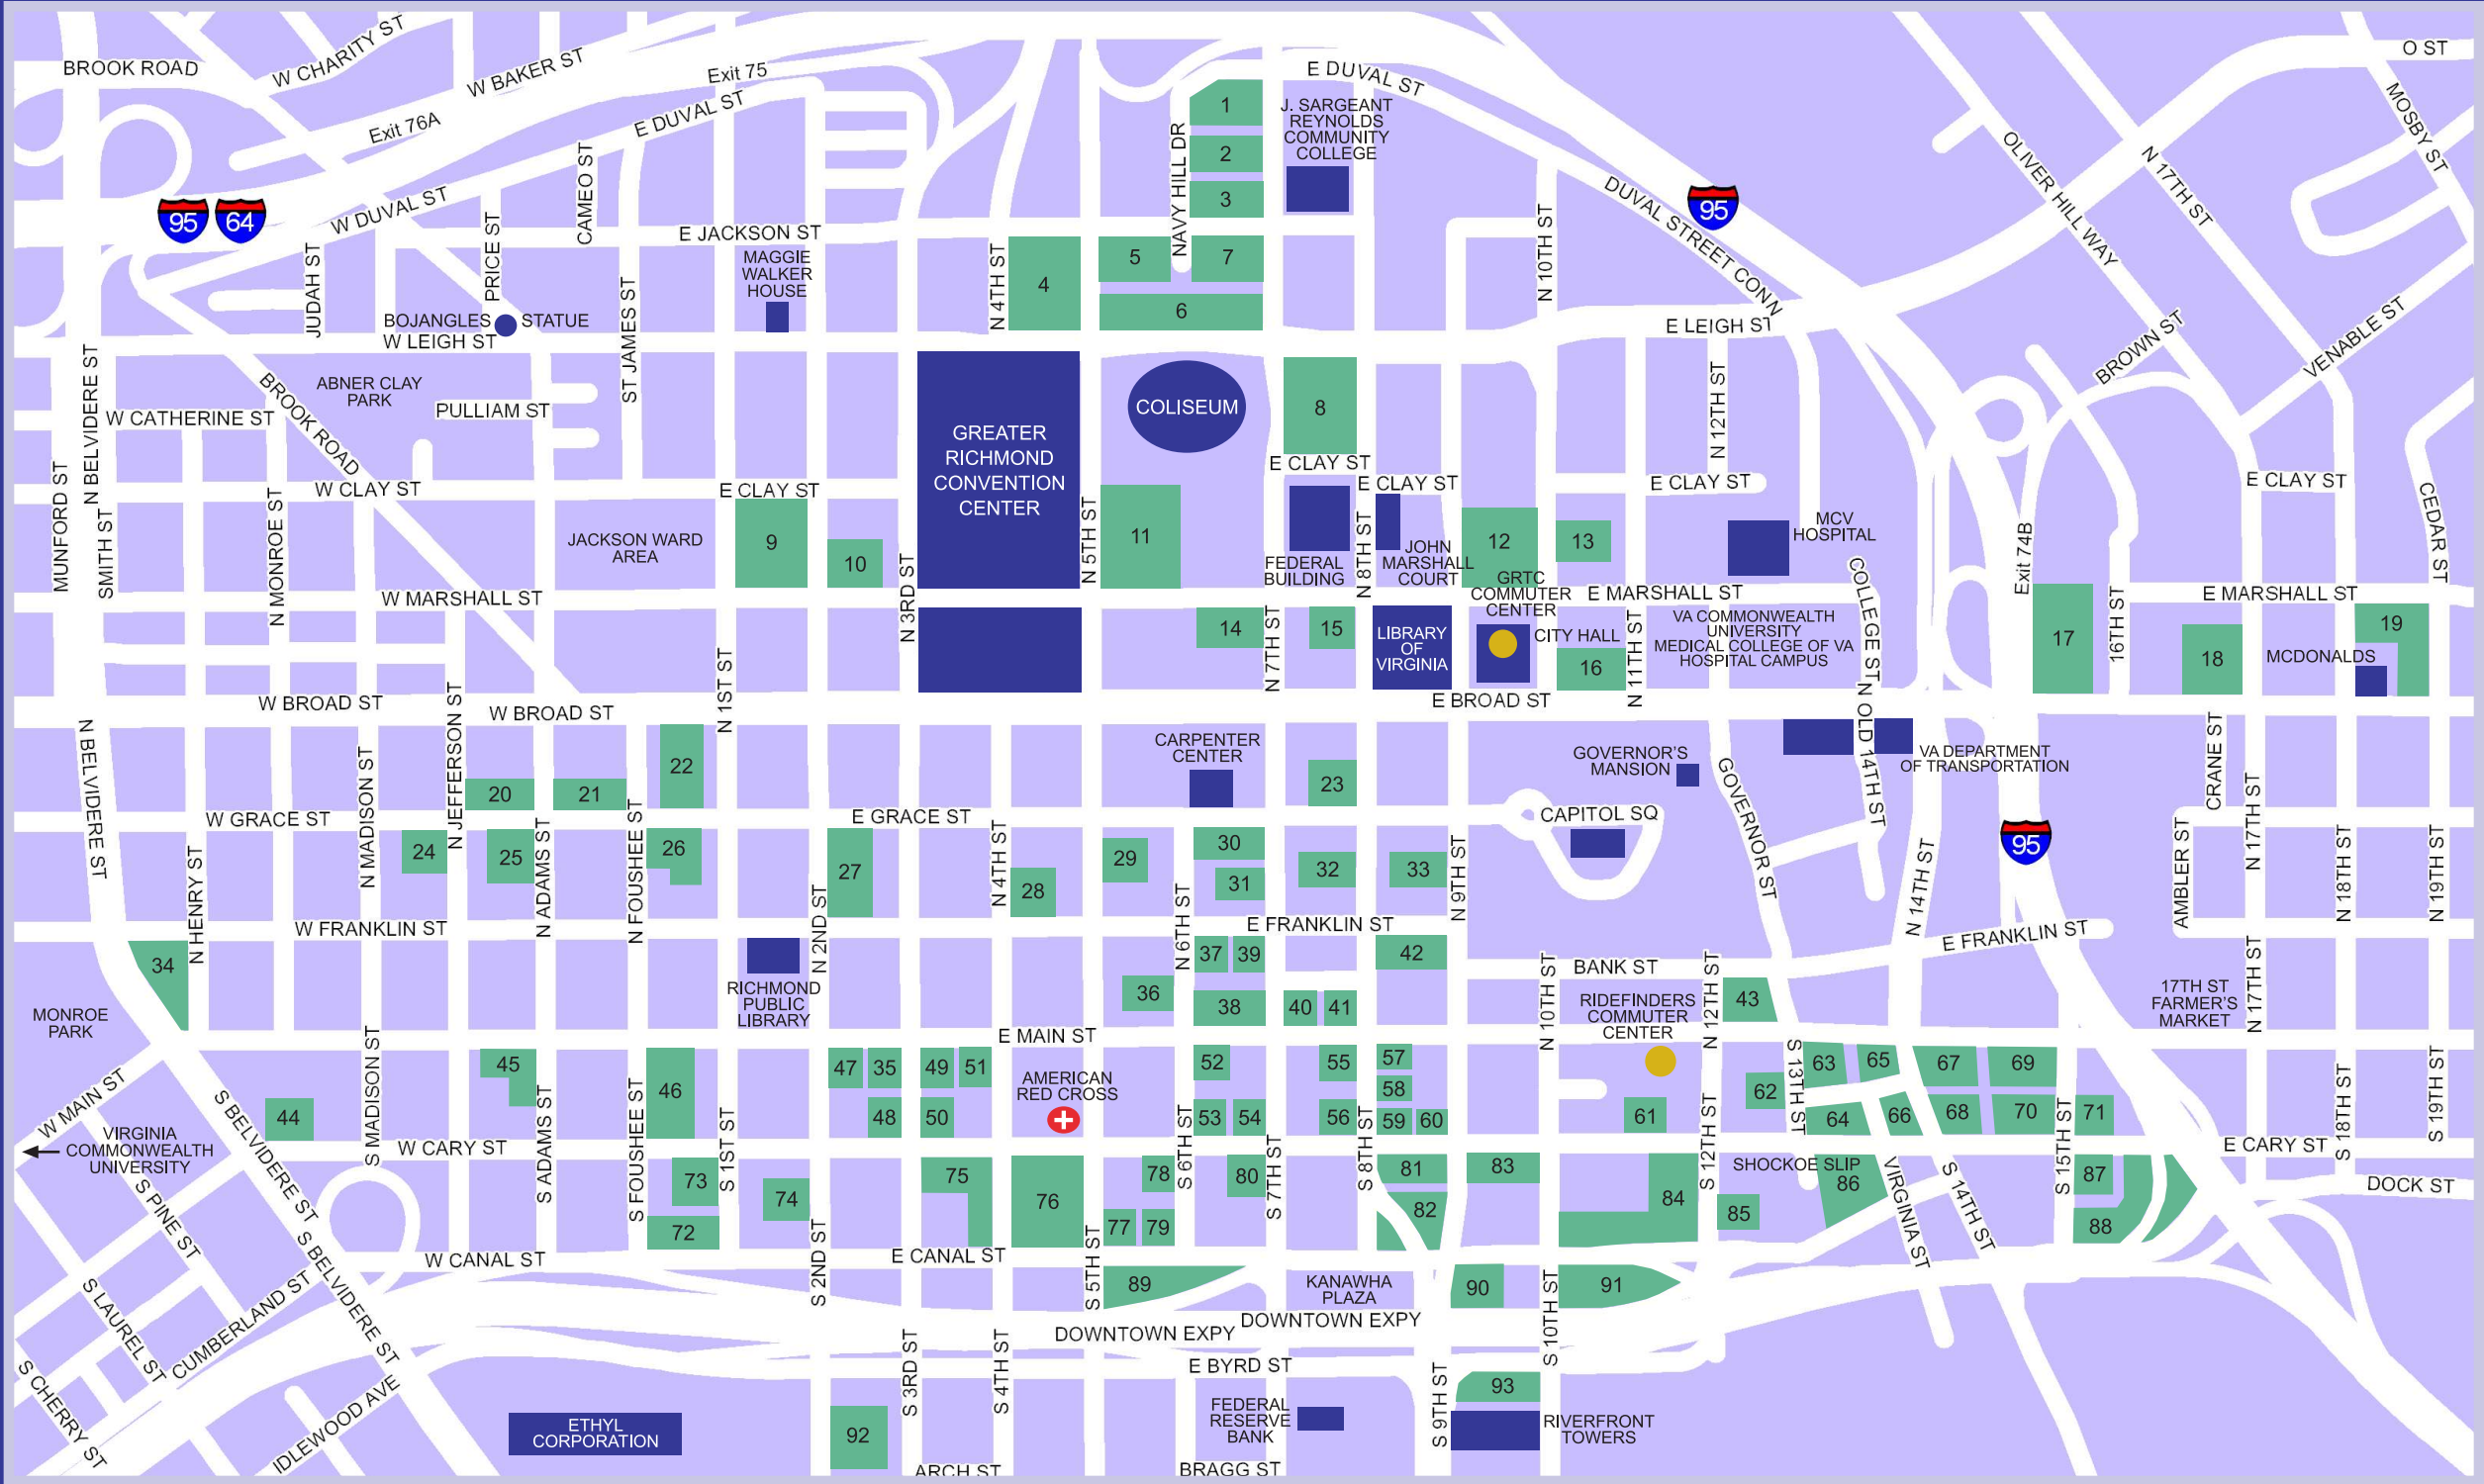 BROOK ROAD
W CHARITY ST
W BAKER ST
Exit 75
Exit 76A
E DUVAL ST
E DUVAL ST
O ST
MOSBY ST
1
2
3
J. SARGEANT
REYNOLDS
COMMUNITY
COLLEGE
NAVY HILL DR
OLIVER HILL WAY
N 17TH ST
95
64
W DUVAL ST
CAMEO ST
PRICE ST
JUDAH ST
E JACKSON ST
MAGGIE
WALKER
HOUSE
N 4TH ST
4
5
6
7
N 10TH ST
DUVAL STREET CONN
95
BOJANGLES
STATUE
W LEIGH ST
ST JAMES ST
E LEIGH ST
BROWN ST
VENABLE ST
N BELVIDERE ST
ABNER CLAY
PARK
PULLIAM ST
W CATHERINE ST
BROOK ROAD
GREATER
RICHMOND
CONVENTION
CENTER
COLISEUM
8
N 12TH ST
E CLAY ST
E CLAY ST
E CLAY ST
E CLAY ST
E CLAY ST
W CLAY ST
MUNFORD ST
SMITH ST
N MONROE ST
JACKSON WARD
AREA
9
10
11
12
13
N 3RD ST
N 5TH ST
FEDERAL
BUILDING
N 8TH ST
JOHN
MARSHALL
COURT
MCV
HOSPITAL
COLLEGE ST
Exit 74B
CEDAR ST
W MARSHALL ST
E MARSHALL ST
E MARSHALL ST
GRTC
COMMUTER
CENTER
CITY HALL
14
15
16
17
18
19
N 7TH ST
LIBRARY
OF
VIRGINIA
N 11TH ST
VA COMMONWEALTH
UNIVERSITY
MEDICAL COLLEGE OF VA
HOSPITAL CAMPUS
16TH ST
MCDONALDS
N 1ST ST
W BROAD ST
W BROAD ST
E BROAD ST
N BELVIDERE ST
N MADISON ST
N JEFFERSON ST
20
21
22
CARPENTER
CENTER
23
GOVERNOR'S
MANSION
GOVERNOR ST
N OLD 14TH ST
VA DEPARTMENT
OF TRANSPORTATION
CRANE ST
N 17TH ST
W GRACE ST
E GRACE ST
CAPITOL SQ
95
N HENRY ST
24
25
26
27
28
29
30
31
32
33
N ADAMS ST
N FOUSHEE ST
N 2ND ST
N 4TH ST
N 6TH ST
N 9TH ST
N 14TH ST
AMBLER ST
N 18TH ST
N 19TH ST
W FRANKLIN ST
E FRANKLIN ST
E FRANKLIN ST
34
MONROE
PARK
RICHMOND
PUBLIC
LIBRARY
36
37
39
38
40
41
42
43
BANK ST
N 10TH ST
N 12TH ST
RIDEFINDERS
COMMUTER
CENTER
17TH ST
FARMER'S
MARKET
N 17TH ST
E MAIN ST
W MAIN ST
S MADISON ST
44
45
46
47
35
49
51
48
50
AMERICAN
RED CROSS
52
53
54
55
56
57
58
59
60
61
62
S 13TH ST
63
65
67
69
64
66
68
70
71
VIRGINIA
COMMONWEALTH
UNIVERSITY
W CARY ST
E CARY ST
S BELVIDERE ST
S PINE ST
S ADAMS ST
S FOUSHEE ST
S 1ST ST
S 6TH ST
S 7TH ST
S 8TH ST
S 12TH ST
S 15TH ST
S 18TH ST
S 19TH ST
73
72
74
75
76
78
77
79
80
81
82
83
84
85
SHOCKOE SLIP
86
87
88
VIRGINIA ST
S 14TH ST
DOCK ST
W CANAL ST
E CANAL ST
S BELVIDERE ST
S LAUREL ST
CUMBERLAND ST
S 2ND ST
S 5TH ST
89
KANAWHA
PLAZA
90
91
S 10TH ST
DOWNTOWN EXPY
DOWNTOWN EXPY
E BYRD ST
S CHERRY ST
IDLEWOOD AVE
ETHYL
CORPORATION
92
S 3RD ST
S 4TH ST
FEDERAL
RESERVE
BANK
S 9TH ST
93
RIVERFRONT
TOWERS
ARCH ST
BRAGG ST